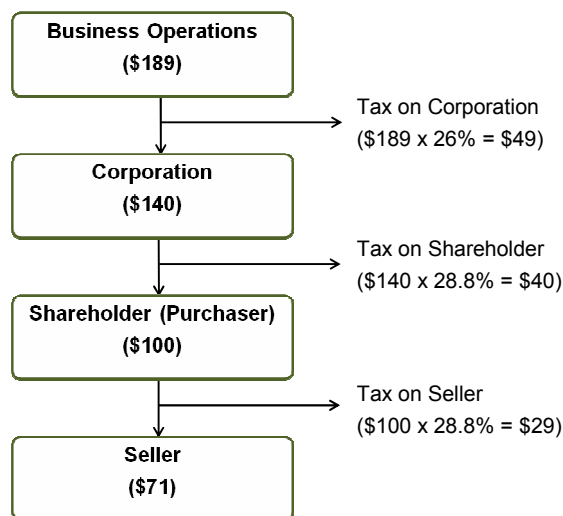 Business Operations
($189)
Tax on Corporation
($189 x 26% = $49)
Corporation
($140)
Tax on Shareholder
($140 x 28.8% = $40)
Shareholder (Purchaser)
($100)
Tax on Seller
($100 x 28.8% = $29)
Seller
($71)